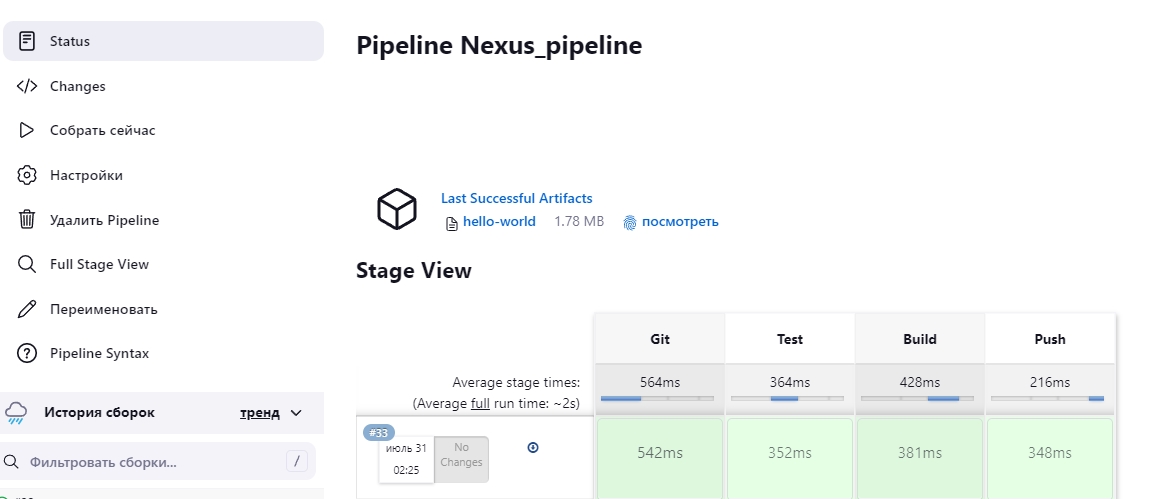 Status
Changes
Собрать сейчас
Настройки
Удалить Pipeline
Full Stage View
Переименовать
Pipeline Syntax
История сборок
тренд
Фильтровать сборки...
/
Pipeline Nexus_pipeline
Last Successful Artifacts
hello-world 1.78 MB посмотреть
Stage View
Git Test Build Push
Average stage times:
(Average full run time: ~2s)
564ms 364ms 428ms 216ms
#33
июль 31
02:25
No
Changes
542ms 352ms 381ms 348ms